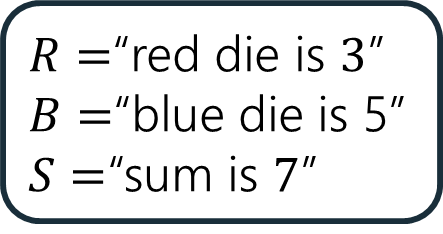 R =“red die is 3”
B =“blue die is 5”
S =“sum is 7”